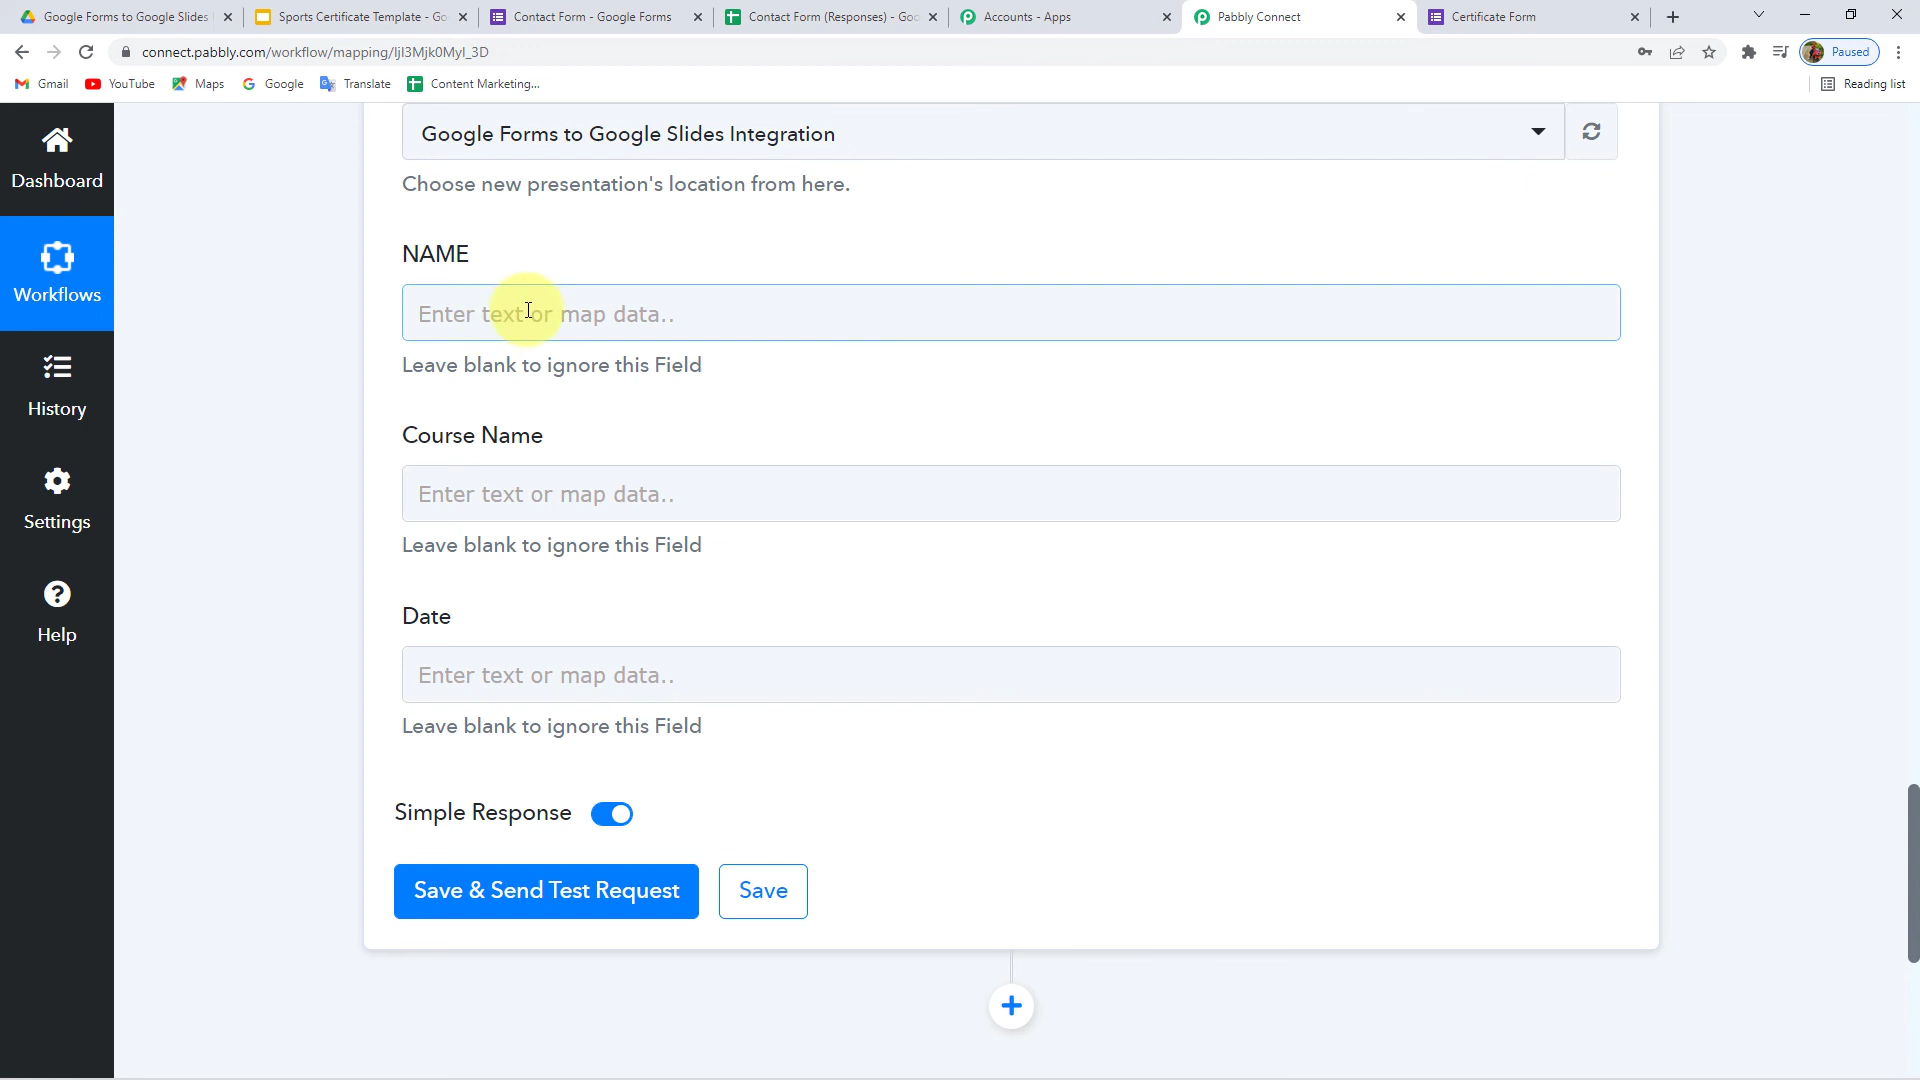 Google Forms to Google Slides
Sports Certificate Template - Go
Contact Form - Google Forms
Contact Form (Responses) - Goo
Accounts - Apps
Pabbly Connect
Certificate Form
connect.pabbly.com/workflow/mapping/IjI3Mjk0MyI_3D
Paused
Gmail
YouTube
Maps
Google
Translate
Content Marketing...
Reading list
Dashboard
Workflows
History
Settings
Help
Google Forms to Google Slides Integration
Choose new presentation's location from here.
NAME
Enter text or map data..
Leave blank to ignore this Field
Course Name
Enter text or map data..
Leave blank to ignore this Field
Date
Enter text or map data..
Leave blank to ignore this Field
Simple Response
Save & Send Test Request
Save